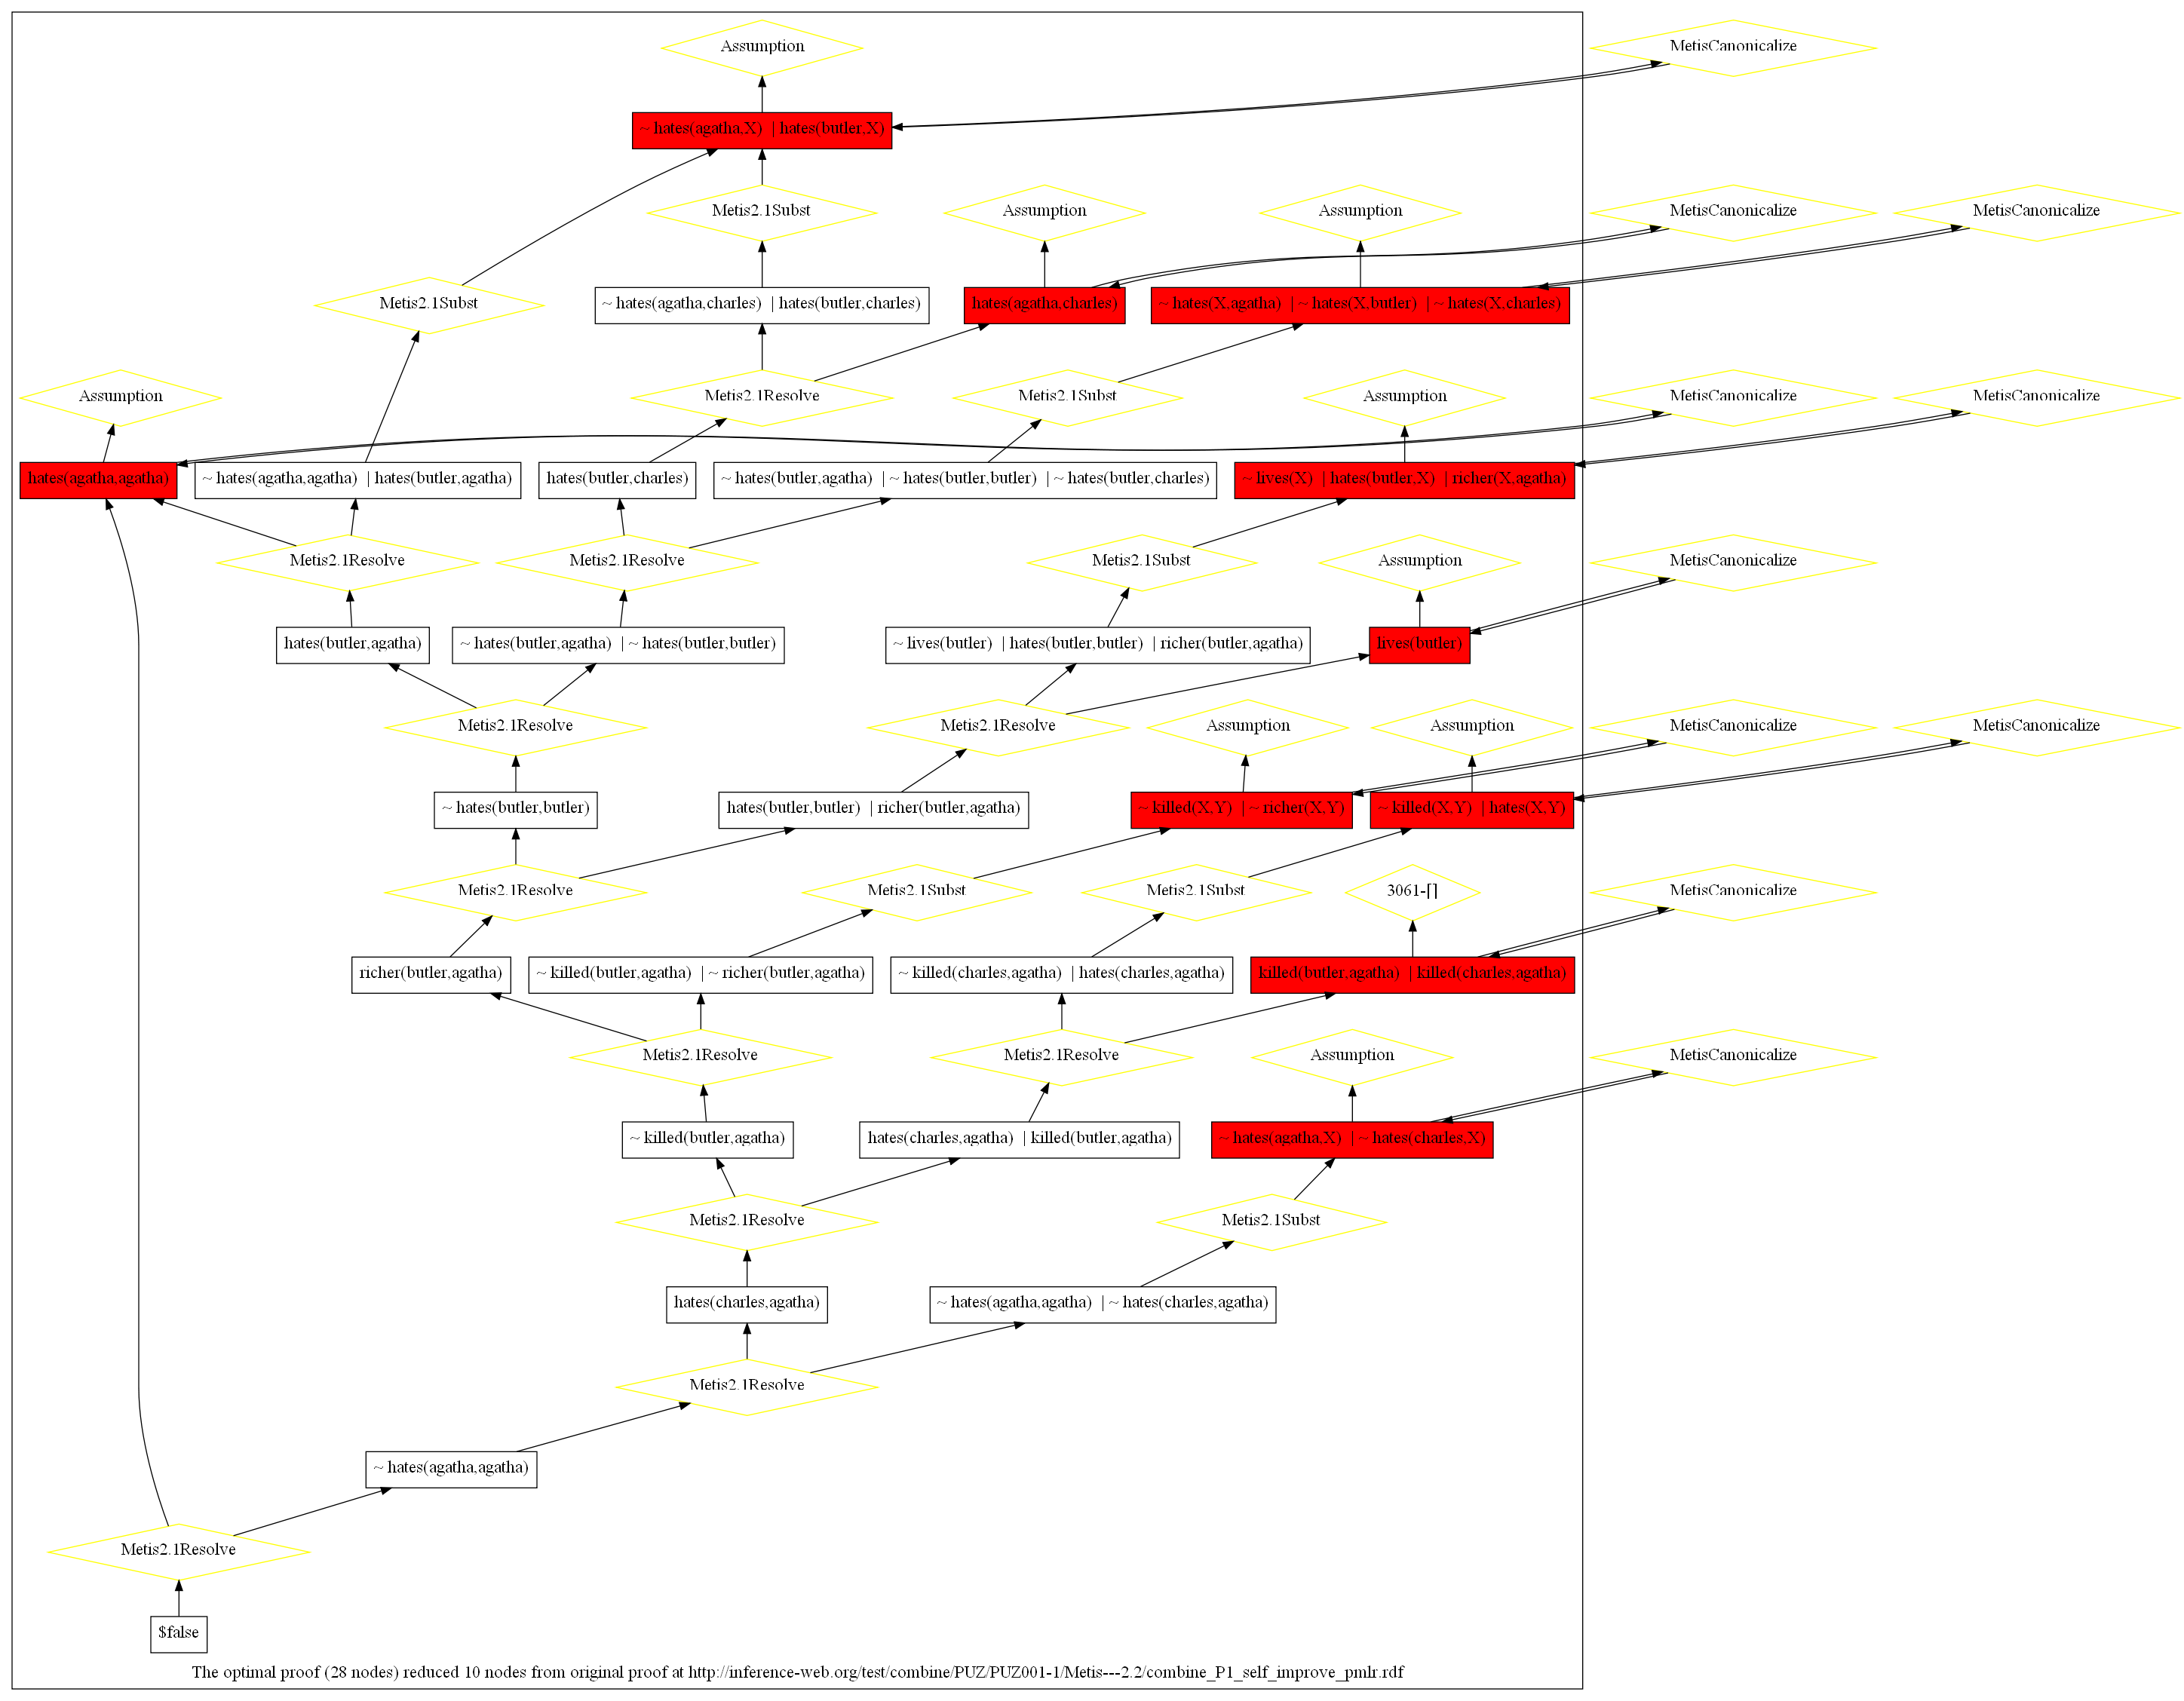 Assumption
MetisCanonicalize
~ hates(agatha,X) | hates(butler,X)
Metis2.1Subst
Assumption
Assumption
MetisCanonicalize
MetisCanonicalize
Metis2.1Subst
~ hates(agatha,charles) | hates(butler,charles)
hates(agatha,charles)
~ hates(X,agatha) | ~ hates(X,butler) | ~ hates(X,charles)
Assumption
Metis2.1Resolve
Metis2.1Subst
Assumption
MetisCanonicalize
MetisCanonicalize
hates(agatha,agatha)
~ hates(agatha,agatha) | hates(butler,agatha)
hates(butler,charles)
~ hates(butler,agatha) | ~ hates(butler,butler) | ~ hates(butler,charles)
~ lives(X) | hates(butler,X) | richer(X,agatha)
Metis2.1Resolve
Metis2.1Resolve
Metis2.1Subst
Assumption
MetisCanonicalize
hates(butler,agatha)
~ hates(butler,agatha) | ~ hates(butler,butler)
~ lives(butler) | hates(butler,butler) | richer(butler,agatha)
lives(butler)
Metis2.1Resolve
Metis2.1Resolve
Assumption
Assumption
MetisCanonicalize
MetisCanonicalize
~ hates(butler,butler)
hates(butler,butler) | richer(butler,agatha)
~ killed(X,Y) | ~ richer(X,Y)
~ killed(X,Y) | hates(X,Y)
Metis2.1Resolve
Metis2.1Subst
Metis2.1Subst
3061-[]
MetisCanonicalize
richer(butler,agatha)
~ killed(butler,agatha) | ~ richer(butler,agatha)
~ killed(charles,agatha) | hates(charles,agatha)
killed(butler,agatha) | killed(charles,agatha)
Metis2.1Resolve
Metis2.1Resolve
Assumption
MetisCanonicalize
~ killed(butler,agatha)
hates(charles,agatha) | killed(butler,agatha)
~ hates(agatha,X) | ~ hates(charles,X)
Metis2.1Resolve
Metis2.1Subst
hates(charles,agatha)
~ hates(agatha,agatha) | ~ hates(charles,agatha)
Metis2.1Resolve
~ hates(agatha,agatha)
Metis2.1Resolve
$false
The optimal proof (28 nodes) reduced 10 nodes from original proof at http://inference-web.org/test/combine/PUZ/PUZ001-1/Metis---2.2/combine_P1_self_improve_pmlr.rdf